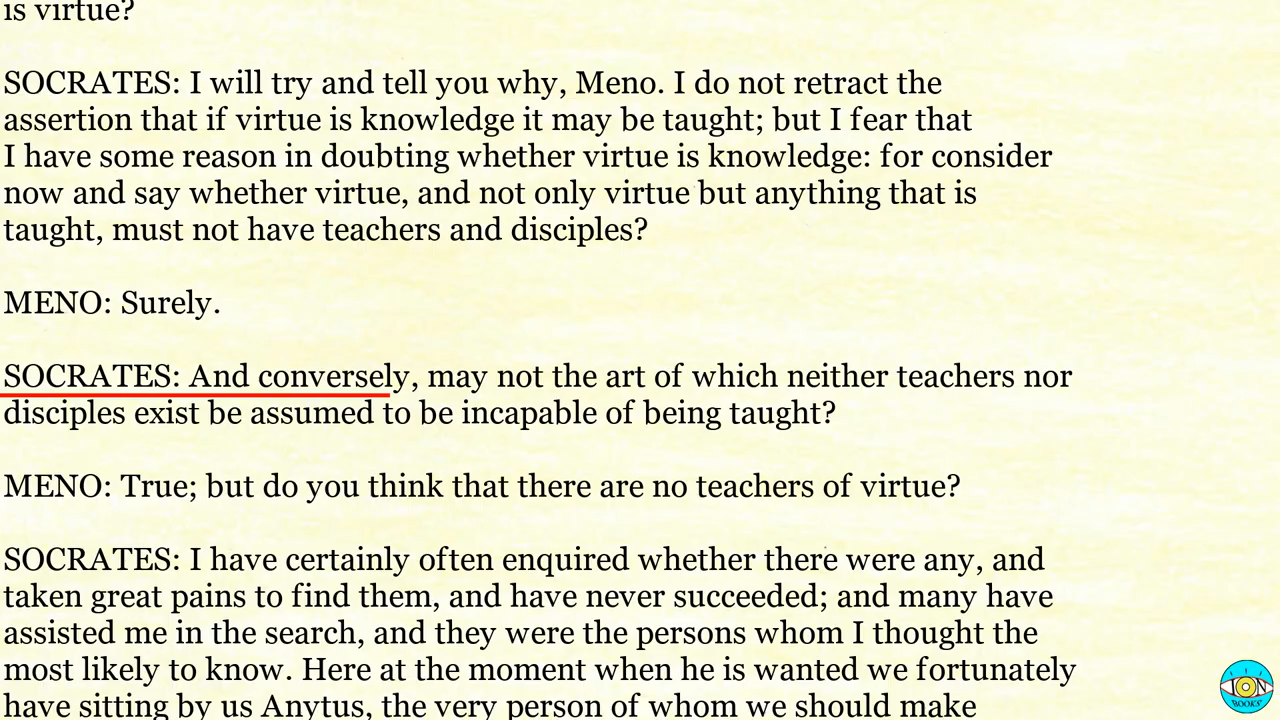 is virtue?
SOCRATES: I will try and tell you why, Meno. I do not retract the
assertion that if virtue is knowledge it may be taught; but I fear that
I have some reason in doubting whether virtue is knowledge: for consider
now and say whether virtue, and not only virtue but anything that is
taught, must not have teachers and disciples?
MENO: Surely.
SOCRATES: And conversely, may not the art of which neither teachers nor
disciples exist be assumed to be incapable of being taught?
MENO: True; but do you think that there are no teachers of virtue?
SOCRATES: I have certainly often enquired whether there were any, and
taken great pains to find them, and have never succeeded; and many have
assisted me in the search, and they were the persons whom I thought the
most likely to know. Here at the moment when he is wanted we fortunately
have sitting by us Anytus, the very person of whom we should make
ION
BOOKS